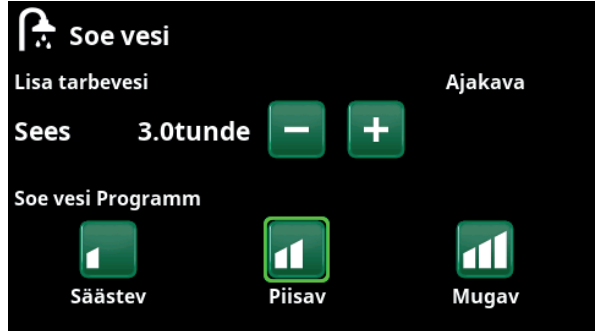 Soe vesi
Lisa tarbevesi Ajakava
Sees 3.0tunde
Soe vesi Programm
Säästev Piisav Mugav